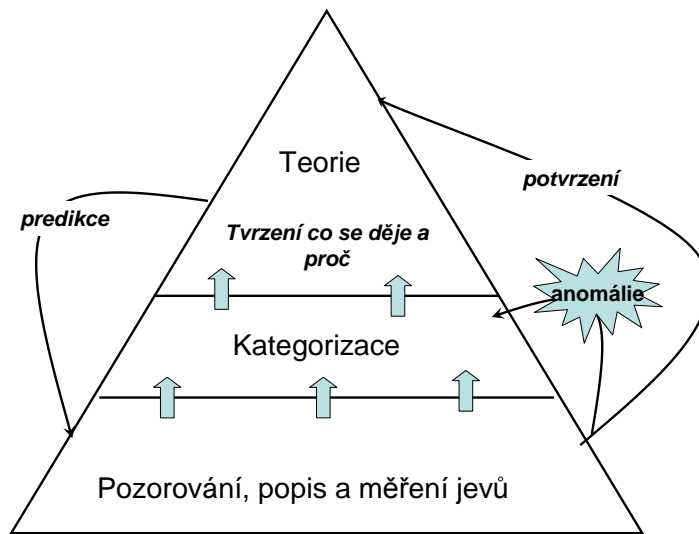 Teorie
potvrzení
predikce
Tvrzení co se děje a
proč
anomálie
Kategorizace
Pozorování, popis a měření jevů